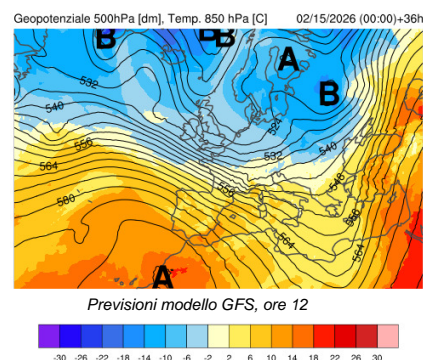 Geopotenziale 500hPa [dm], Temp. 850 hPa [C] 02/15/2026 (00:00)+36h
B B B A
532
B
540
524
556
532
540
564
556
548
580
556
564
564
A
Previsioni modello GFS, ore 12
-30 -26 -22 -18 -14 -10 -6 -2 2 6 10 14 18 22 26 30